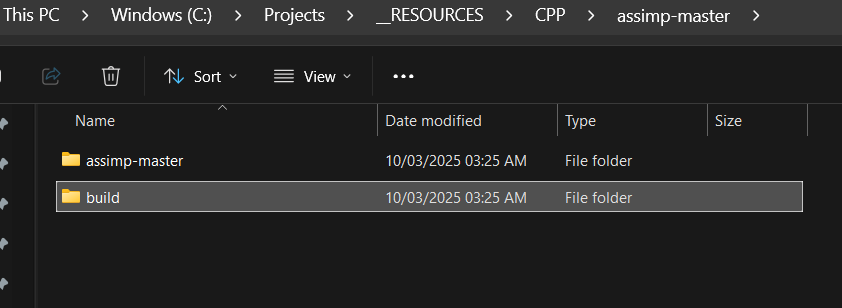 This PC > Windows (C:) > Projects > __RESOURCES > CPP > assimp-master >
Sort View
Name Date modified Type Size
assimp-master 10/03/2025 03:25 AM File folder
build 10/03/2025 03:25 AM File folder